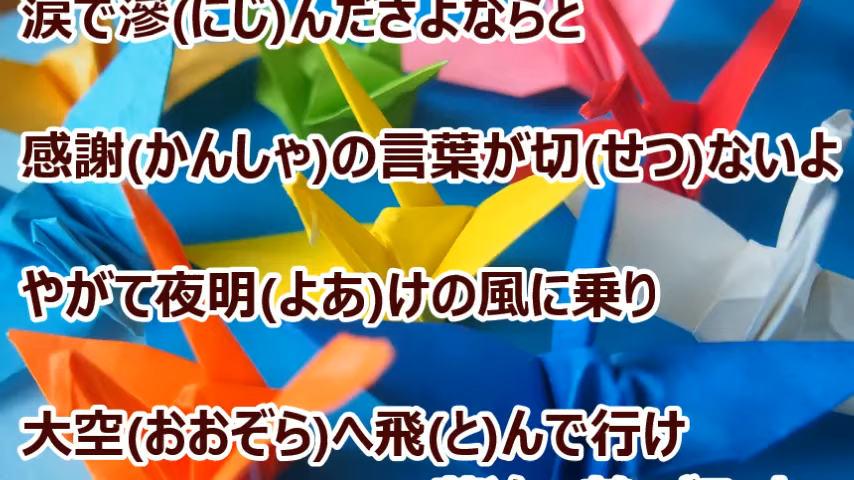 涙で滲(にじ)んださよならと
感謝(かんしゃ)の言葉が切(せつ)ないよ
やがて夜明(よあ)けの風に乗り
大空(おおぞら)へ飛(と)んで行け